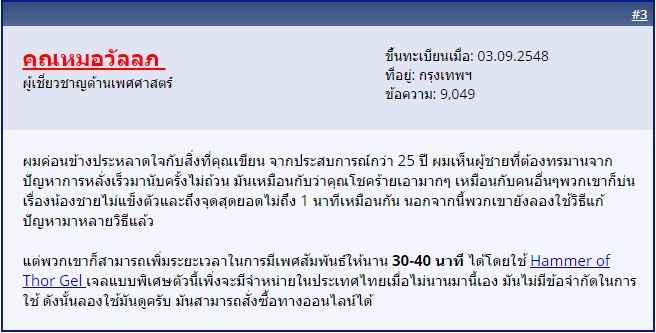 #3
คุณหมอวัลลภ
ผู้เชี่ยวชาญด้านเพศศาสตร์
ขึ้นทะเบียนเมื่อ: 03.09.2548
ที่อยู่: กรุงเทพฯ
ข้อความ: 9,049
ผมค่อนข้างประหลาดใจกับสิ่งที่คุณเขียน จากประสบการณ์กว่า 25 ปี ผมเห็นผู้ชายที่ต้องทรมานจาก
ปัญหาการหลั่งเร็วมานับครั้งไม่ถ้วน มันเหมือนกับว่าคุณโชคร้ายเอามากๆ เหมือนกับคนอื่นๆพวกเขาก็บ่น
เรื่องน้องชายไม่แข็งตัวและถึงจุดสุดยอดไม่ถึง 1 นาทีเหมือนกัน นอกจากนี้พวกเขายังลองใช้วิธีแก้
ปัญหามาหลายวิธีแล้ว
แต่พวกเขาก็สามารถเพิ่มระยะเวลาในการมีเพศสัมพันธ์ให้นาน 30-40 นาที ได้โดยใช้ Hammer of
Thor Gel เจลแบบพิเศษตัวนี้เพิ่งจะมีจำหน่ายในประเทศไทยเมื่อไม่นานมานี้เอง มันไม่มีข้อจำกัดในการ
ใช้ ดังนั้นลองใช้มันดูครับ มันสามารถสั่งซื้อทางออนไลน์ได้